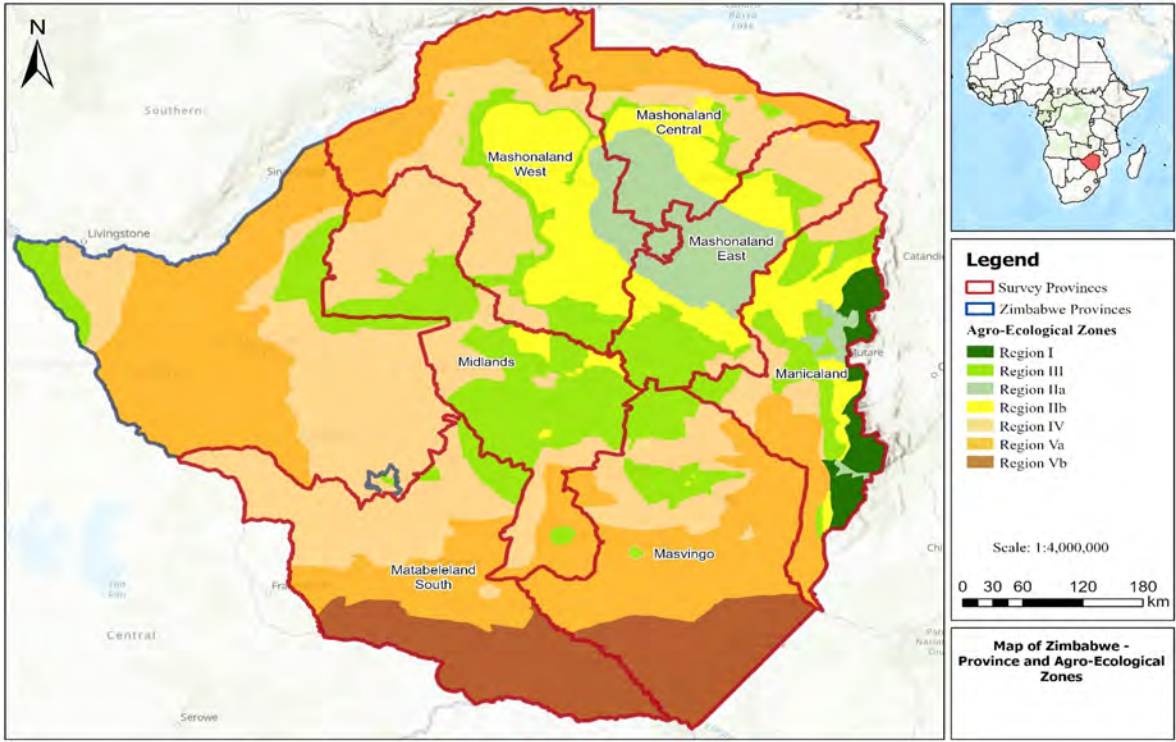 N
Southern
Livingstone
Mashonaland
West
Mashonaland
Central
Mashonaland
East
Catandic
Mutare
Midlands
Manicaland
Matabeleland
South
Masvingo
Central
Serowe
AFRICA
Legend
Survey Provinces
Zimbabwe Provinces
Agro-Ecological Zones
Region I
Region III
Region IIa
Region IIb
Region IV
Region Va
Region Vb
Scale: 1:4,000,000
0 30 60 120 180
km
Map of Zimbabwe -
Province and Agro-Ecological
Zones